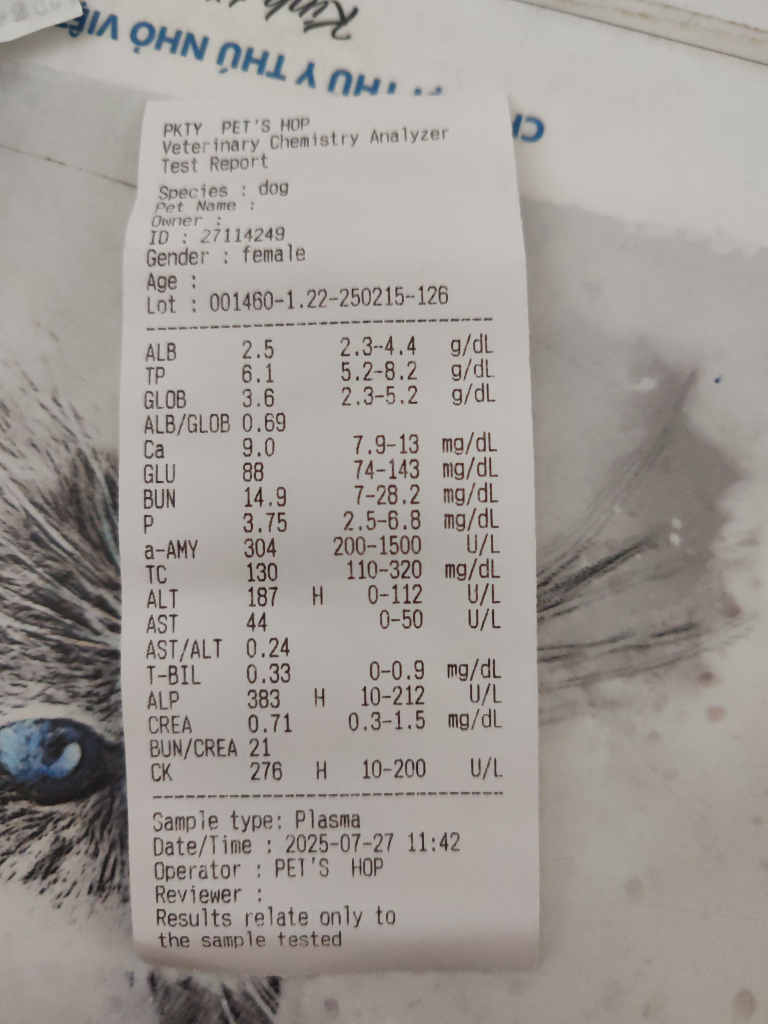 THÚ Y THÚ NHỎ VIỆT
PKTY PET'S HOP
Veterinary Chemistry Analyzer
Test Report
Species : dog
Pet Name :
Owner :
ID : 27114249
Gender : female
Age :
Lot : 001460-1.22-250215-126
ALB 2.5 2.3-4.4 g/dL
TP 6.1 5.2-8.2 g/dL
GLOB 3.6 2.3-5.2 g/dL
ALB/GLOB 0.69
Ca 9.0 7.9-13 mg/dL
GLU 88 74-143 mg/dL
BUN 14.9 7-28.2 mg/dL
P 3.75 2.5-6.8 mg/dL
a-AMY 304 200-1500 U/L
TC 130 110-320 mg/dL
ALT 187 H 0-112 U/L
AST 44 0-50 U/L
AST/ALT 0.24
T-BIL 0.33 0-0.9 mg/dL
ALP 383 H 10-212 U/L
CREA 0.71 0.3-1.5 mg/dL
BUN/CREA 21
CK 276 H 10-200 U/L
Sample type: Plasma
Date/Time : 2025-07-27 11:42
Operator : PET'S HOP
Reviewer :
Results relate only to
the sample tested